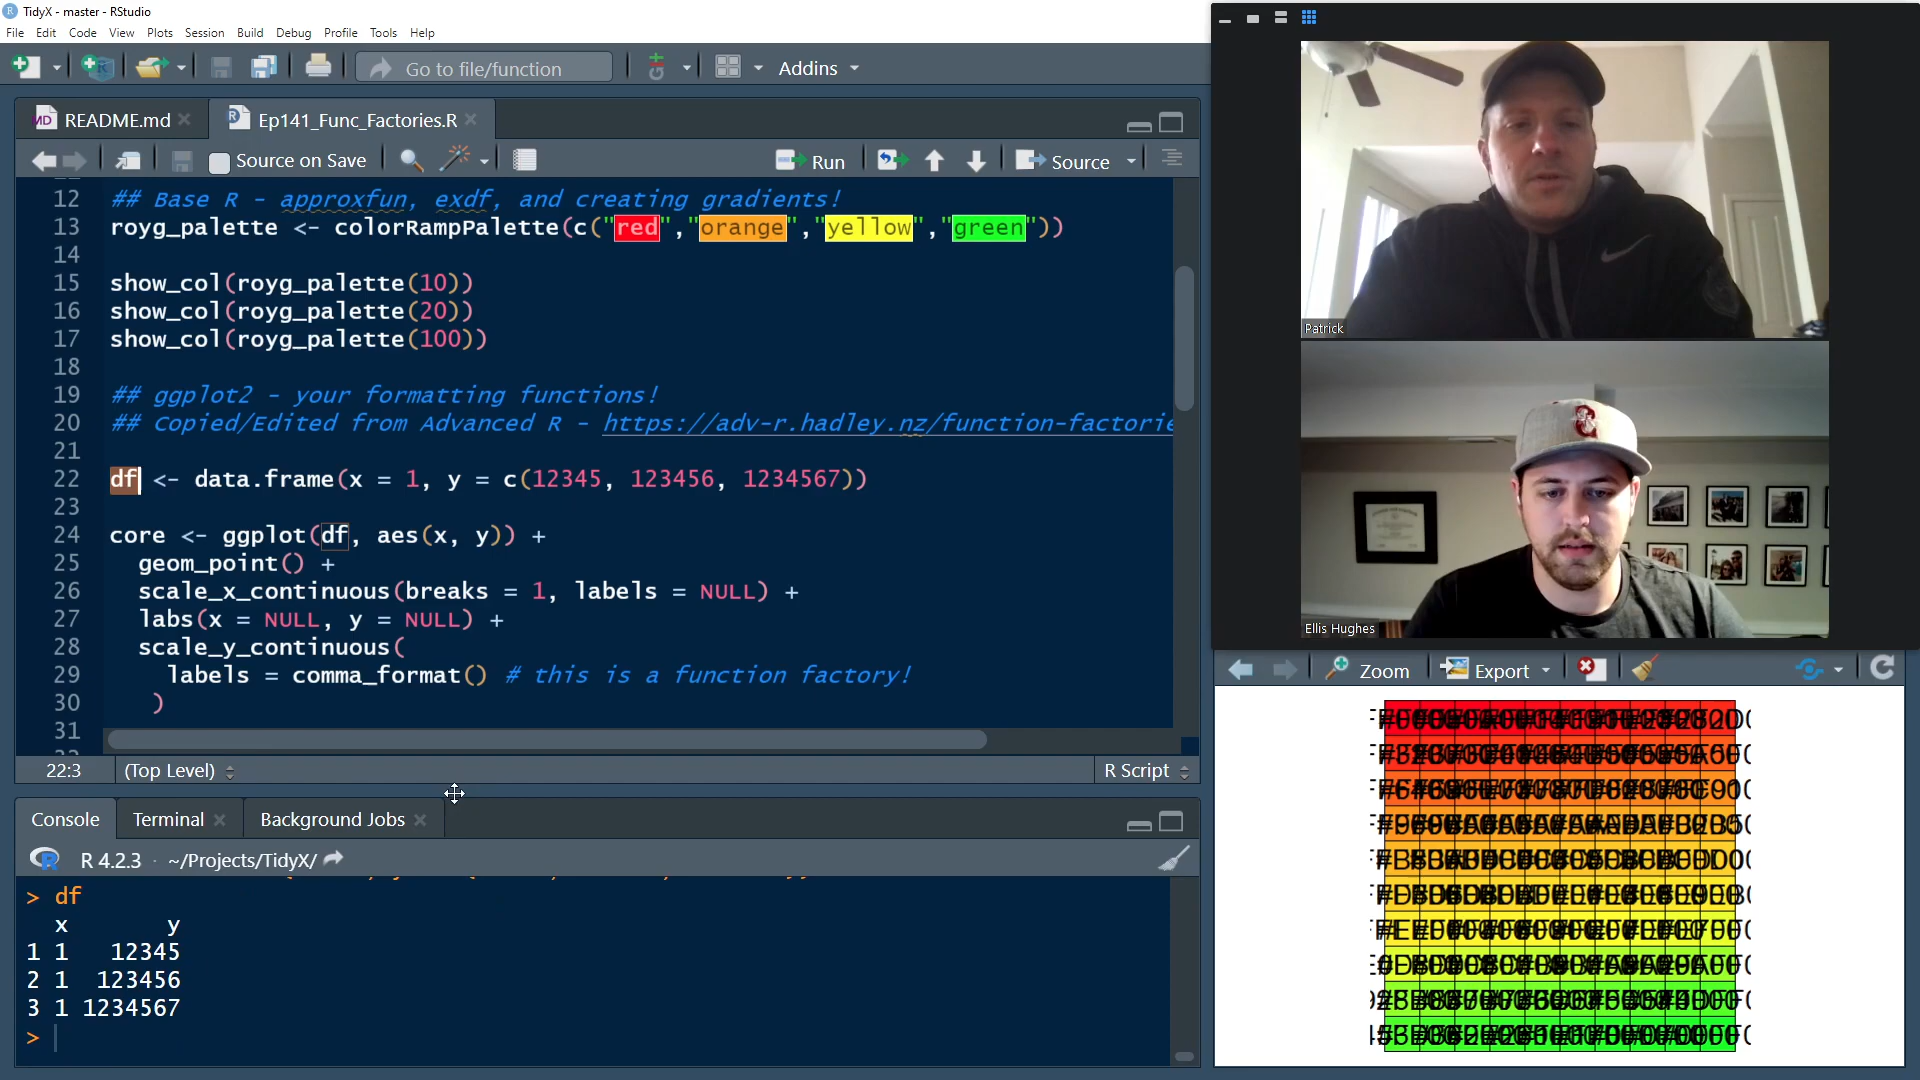 TidyX - master - RStudio
File Edit Code View Plots Session Build Debug Profile Tools Help
Go to file/function
Addins
README.md
Ep141_Func_Factories.R
Source on Save
Run
Source
12 ## Base R - approxfun, exdf, and creating gradients!
13 royg_palette <- colorRampPalette(c("red","orange","yellow","green"))
14
15 show_col(royg_palette(10))
16 show_col(royg_palette(20))
17 show_col(royg_palette(100))
18
19 ## ggplot2 - your formatting functions!
20 ## Copied/Edited from Advanced R - https://adv-r.hadley.nz/function-factorie
21
22 df <- data.frame(x = 1, y = c(12345, 123456, 1234567))
23
24 core <- ggplot(df, aes(x, y)) +
25 geom_point() +
26 scale_x_continuous(breaks = 1, labels = NULL) +
27 labs(x = NULL, y = NULL) +
28 scale_y_continuous(
29 labels = comma_format() # this is a function factory!
30 )
31
22:3 (Top Level) R Script
Console Terminal Background Jobs
R 4.2.3 · ~/Projects/TidyX/
> df
x y
1 1 12345
2 1 123456
3 1 1234567
>
Patrick
Ellis Hughes
Zoom Export